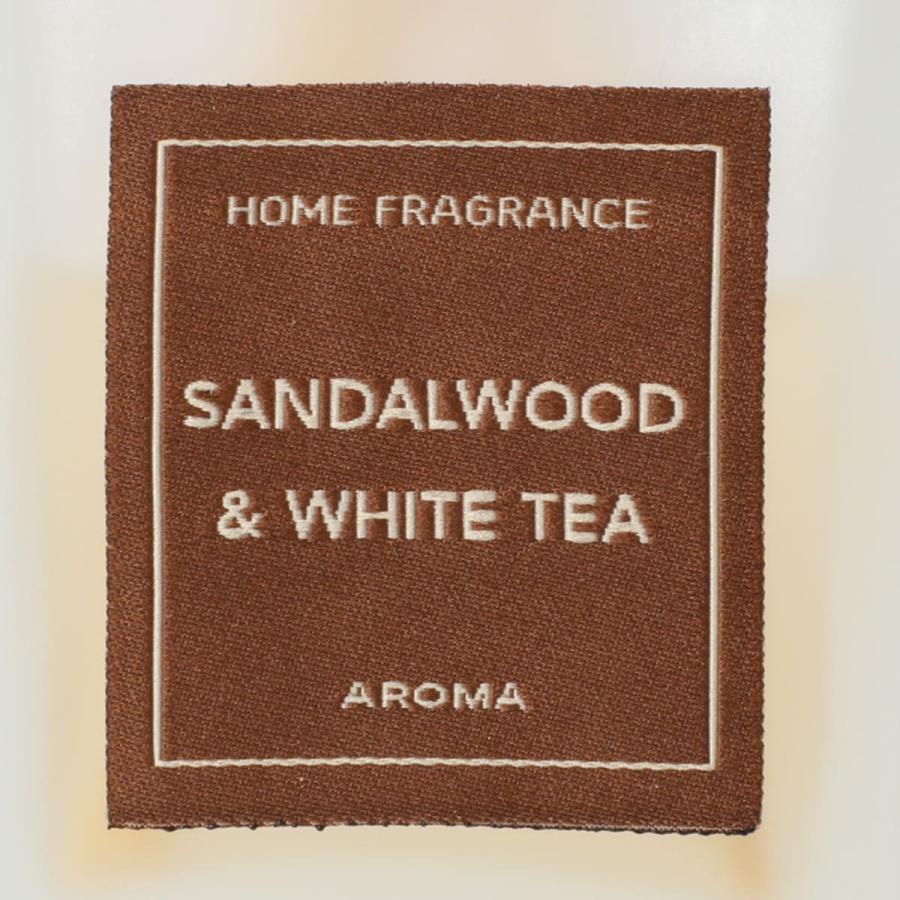 HOME FRAGRANCE
SANDALWOOD
& WHITE TEA
AROMA